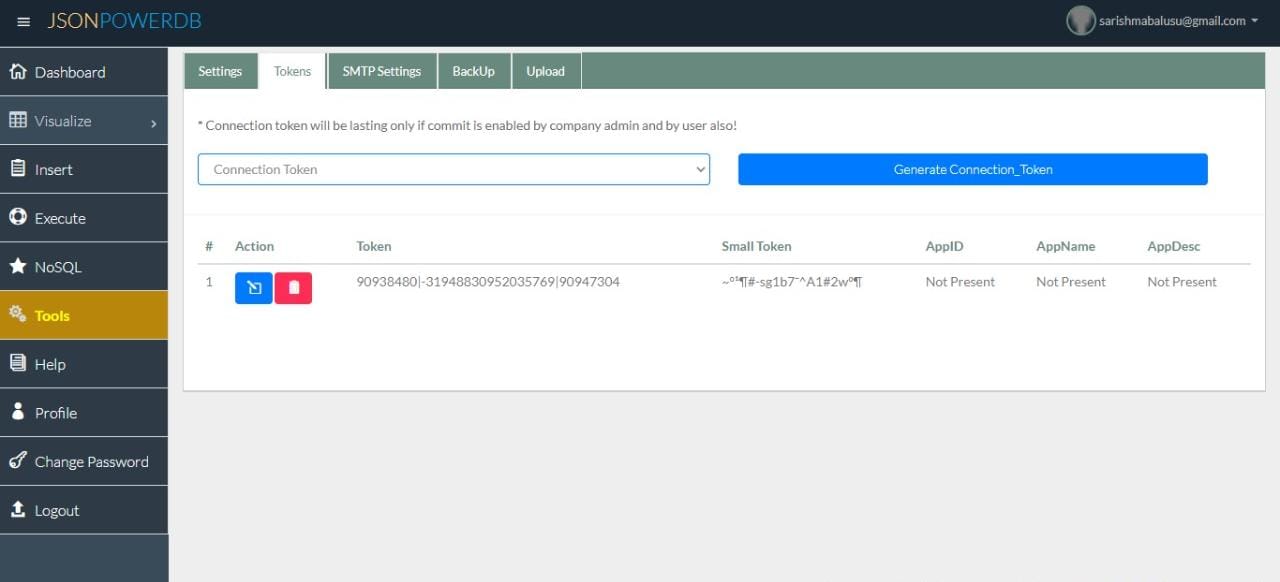 JSONPOWERDB
sarishmabalusu@gmail.com
Dashboard
Visualize
Insert
Execute
NoSQL
Tools
Help
Profile
Change Password
Logout
Settings Tokens SMTP Settings BackUp Upload
* Connection token will be lasting only if commit is enabled by company admin and by user also!
Connection Token Generate Connection_Token
# Action Token Small Token AppID AppName AppDesc
1 90938480|-31948830952035769|90947304 ~º¹¶#-sg1b7¯^A1#2wº¶ Not Present Not Present Not Present